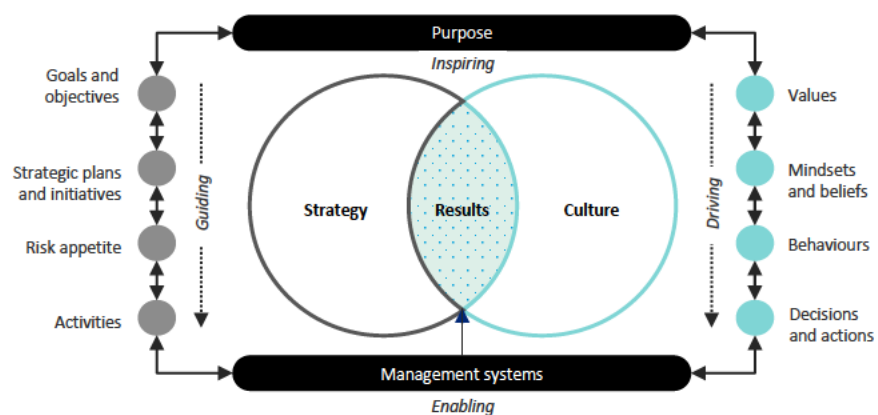 Purpose
Inspiring
Goals and
objectives
Strategic plans
and initiatives
Risk appetite
Activities
Guiding
Strategy
Results
Culture
Driving
Values
Mindsets
and beliefs
Behaviours
Decisions
and actions
Management systems
Enabling